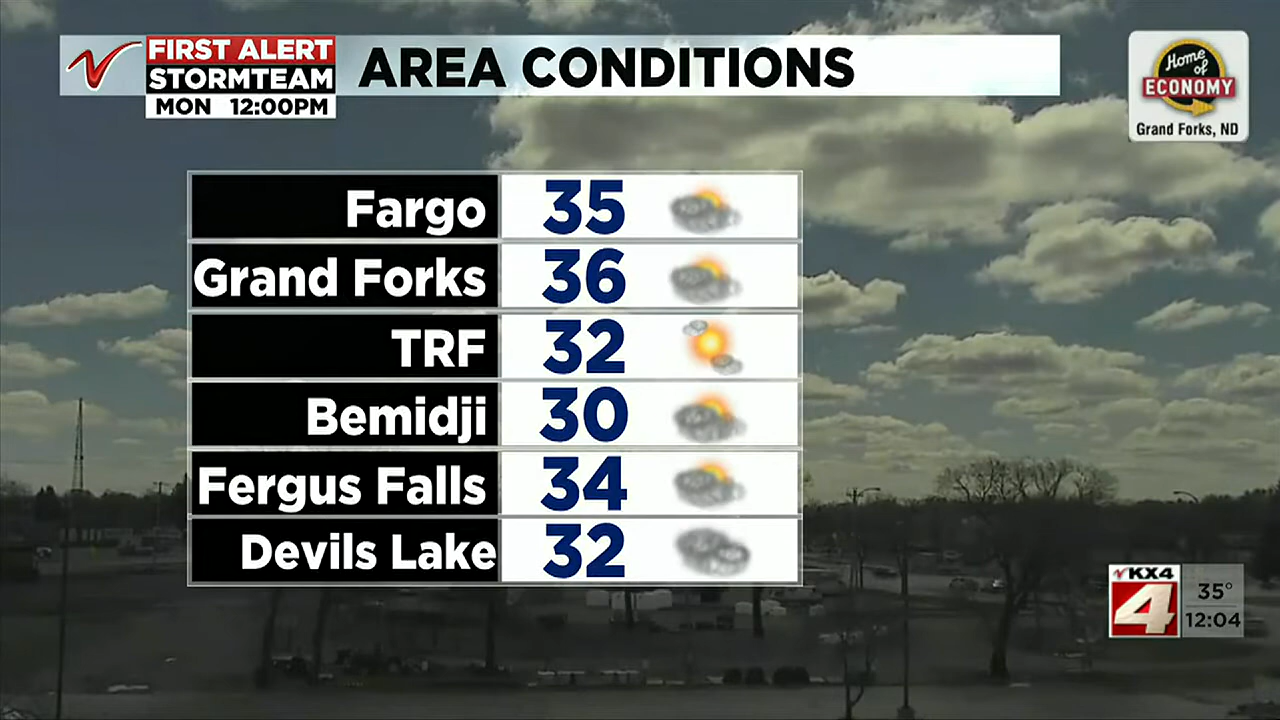 FIRST ALERT
STORMTEAM
MON 12:00PM
AREA CONDITIONS
Home of
ECONOMY
Grand Forks, ND
Fargo 35
Grand Forks 36
TRF 32
Bemidji 30
Fergus Falls 34
Devils Lake 32
KX4
4
35°
12:04